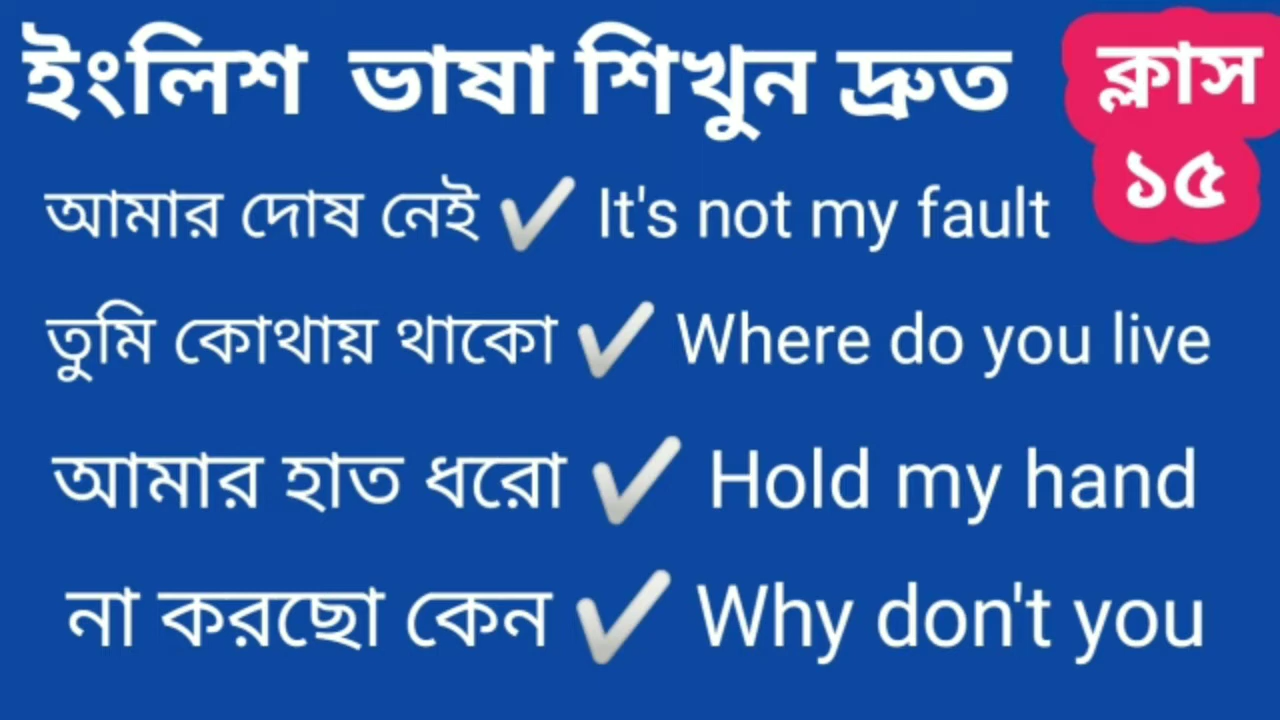 ইংলিশ ভাষা শিখুন দ্রুত
ক্লাস
১৫
আমার দোষ নেই ✔ It's not my fault
তুমি কোথায় থাকো ✔ Where do you live
আমার হাত ধরো ✔ Hold my hand
না করছো কেন ✔ Why don't you